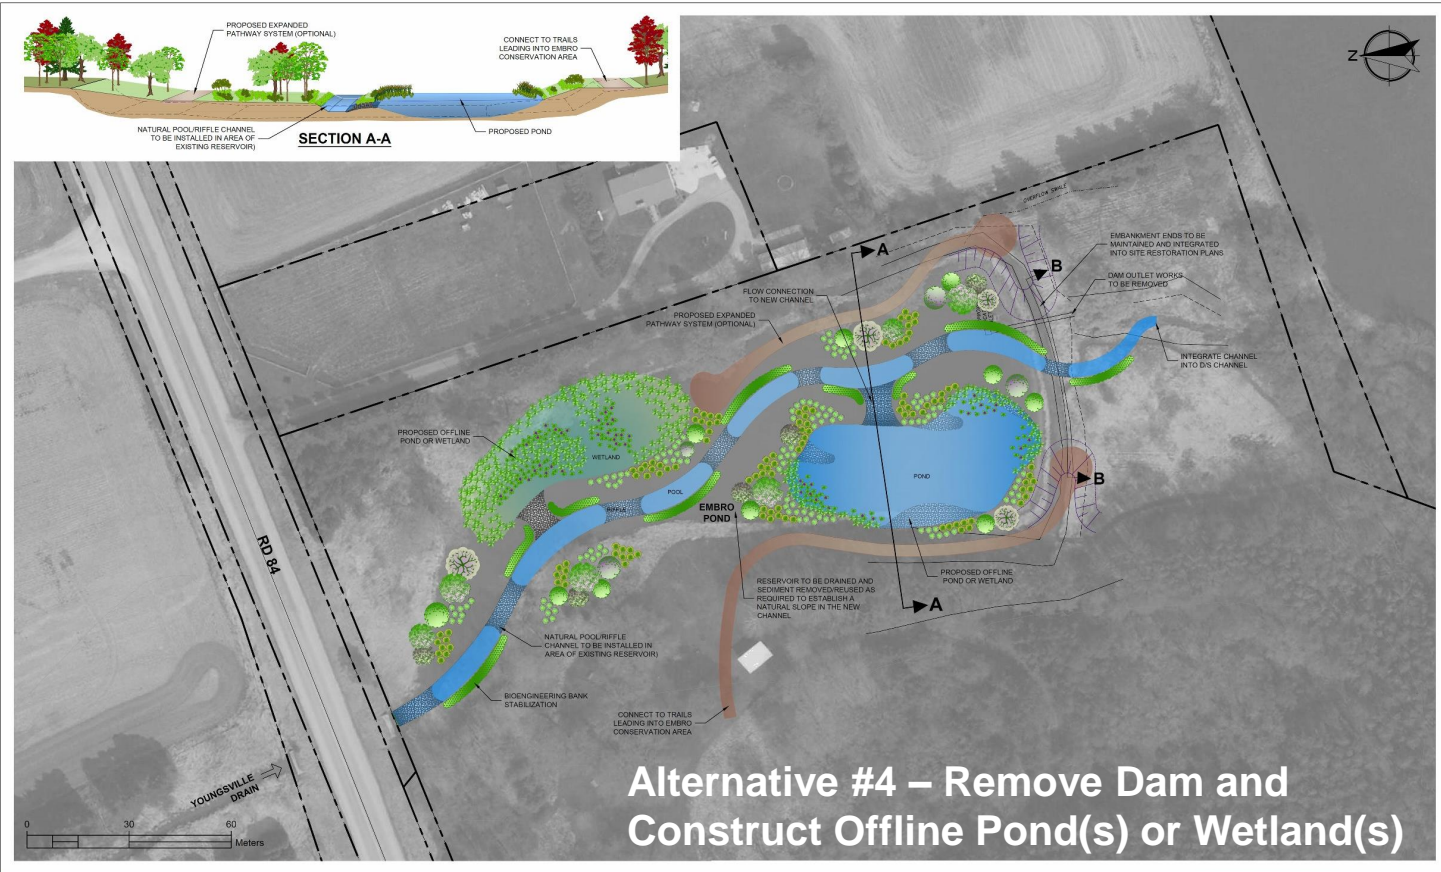 PROPOSED EXPANDED
PATHWAY SYSTEM (OPTIONAL)
CONNECT TO TRAILS
LEADING INTO EMBRO
CONSERVATION AREA
NATURAL POOL/RIFFLE CHANNEL
TO BE INSTALLED IN AREA OF
EXISTING RESERVOIR)
SECTION A-A
PROPOSED POND
Z
OVERFLOW SWALE
EMBANKMENT ENDS TO BE
MAINTAINED AND INTEGRATED
INTO SITE RESTORATION PLANS
A
B
DAM OUTLET WORKS
TO BE REMOVED
FLOW CONNECTION
TO NEW CHANNEL
PROPOSED EXPANDED
PATHWAY SYSTEM (OPTIONAL)
INTEGRATE CHANNEL
INTO D/S CHANNEL
PROPOSED OFFLINE
POND OR WETLAND
WETLAND
POOL
RIFFLE
EMBRO
POND
POND
B
RD 84
PROPOSED OFFLINE
POND OR WETLAND
RESERVOIR TO BE DRAINED AND
SEDIMENT REMOVED/REUSED AS
REQUIRED TO ESTABLISH A
NATURAL SLOPE IN THE NEW
CHANNEL
A
NATURAL POOL/RIFFLE
CHANNEL TO BE INSTALLED IN
AREA OF EXISTING RESERVOIR)
BIOENGINEERING BANK
STABILIZATION
CONNECT TO TRAILS
LEADING INTO EMBRO
CONSERVATION AREA
YOUNGSVILLE
DRAIN
0 30 60
Meters
Alternative #4 – Remove Dam and
Construct Offline Pond(s) or Wetland(s)